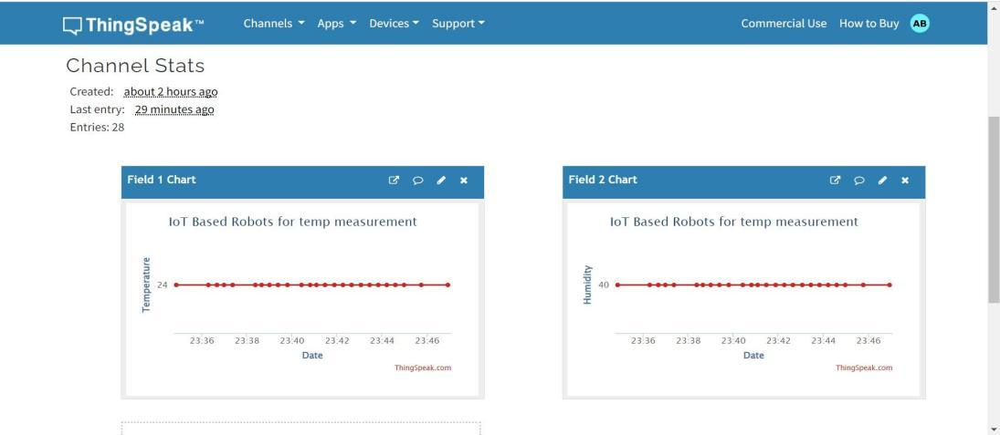 ThingSpeak™ Channels Apps Devices Support Commercial Use How to Buy AB
Channel Stats
Created: about 2 hours ago
Last entry: 29 minutes ago
Entries: 28
Field 1 Chart
IoT Based Robots for temp measurement
Temperature
24
23:36 23:38 23:40 23:42 23:44 23:46
Date
ThingSpeak.com
Field 2 Chart
IoT Based Robots for temp measurement
Humidity
40
23:36 23:38 23:40 23:42 23:44 23:46
Date
ThingSpeak.com